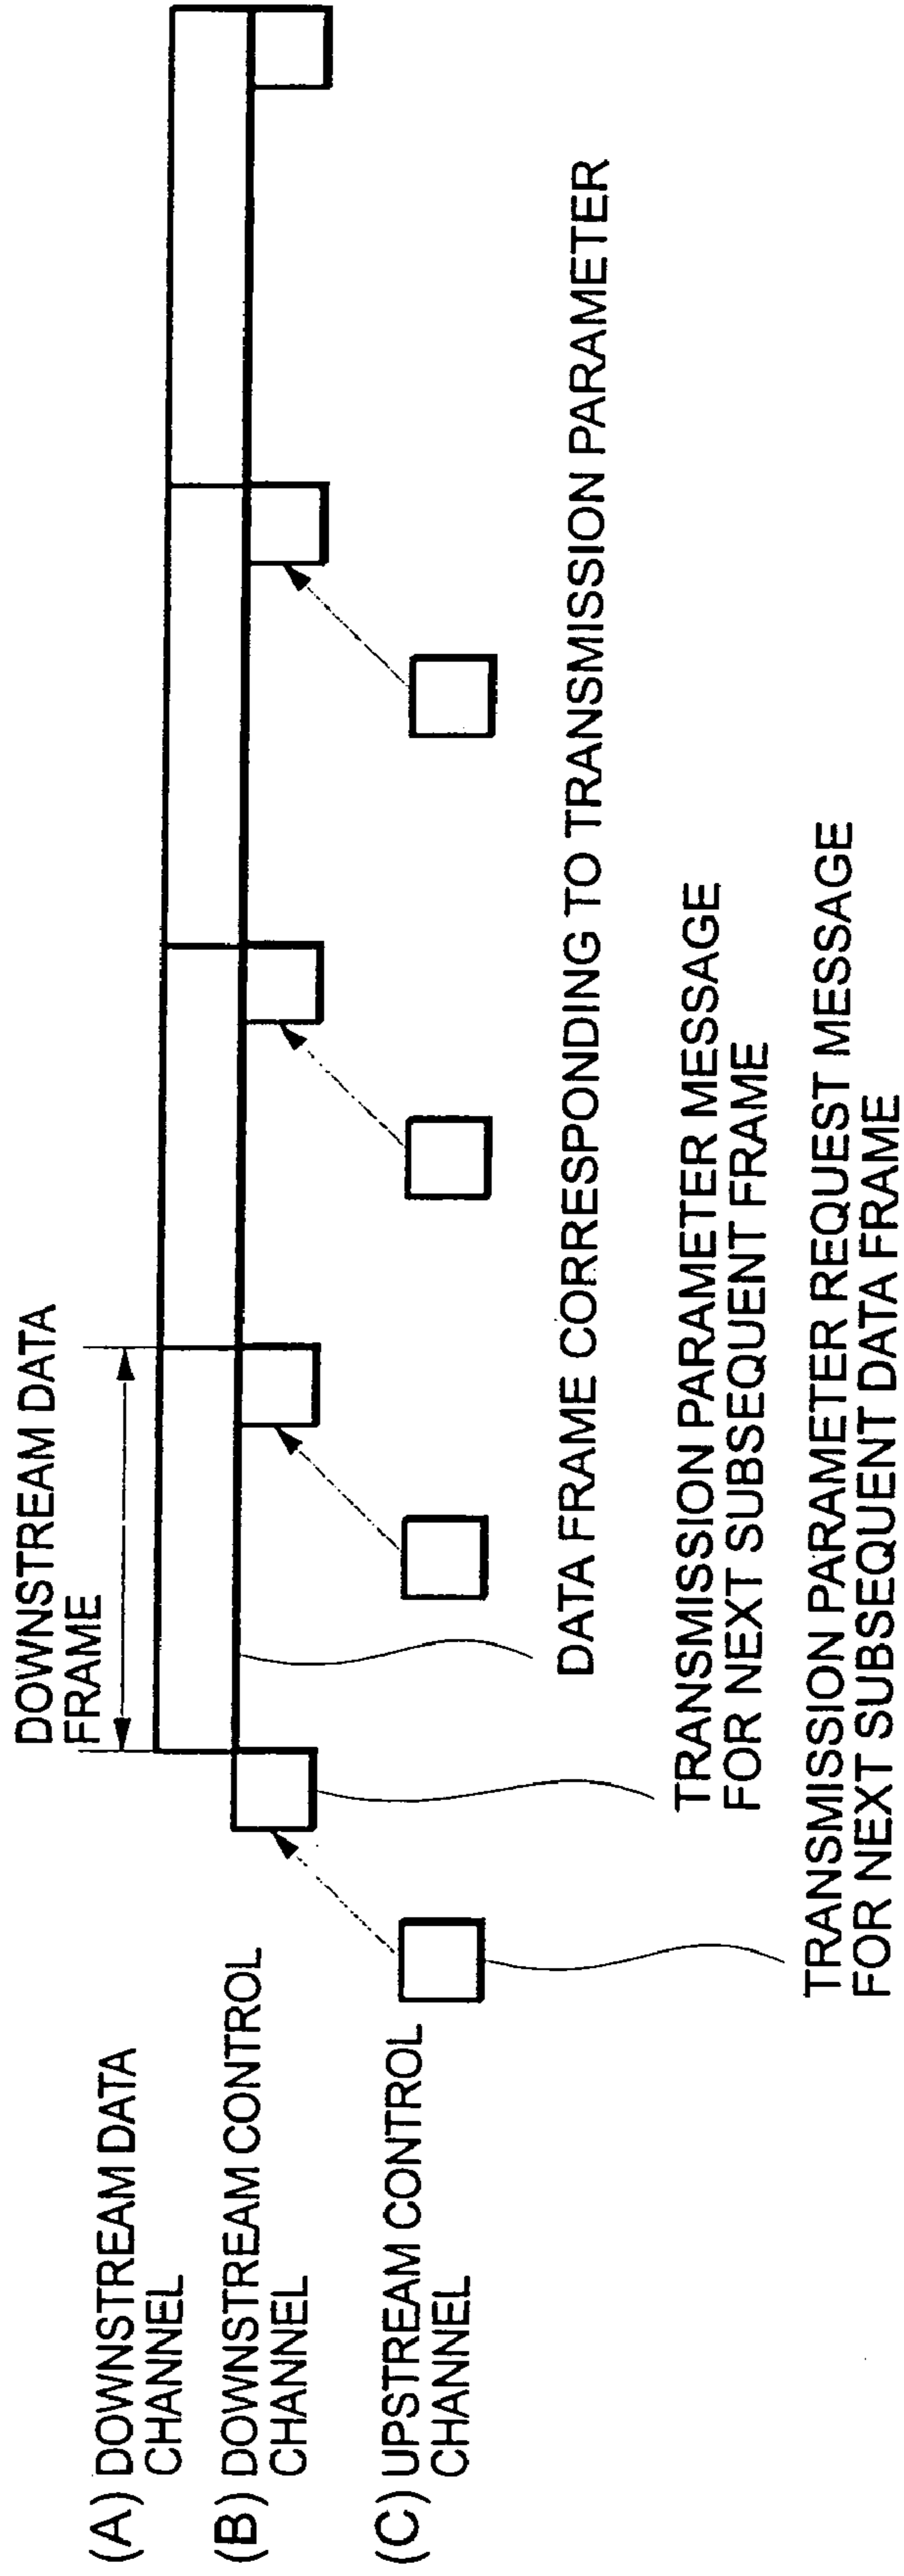 DOWNSTREAM DATA
FRAME
(A) DOWNSTREAM DATA
CHANNEL
(B) DOWNSTREAM CONTROL
CHANNEL
(C) UPSTREAM CONTROL
CHANNEL
DATA FRAME CORRESPONDING TO TRANSMISSION PARAMETER
TRANSMISSION PARAMETER MESSAGE
FOR NEXT SUBSEQUENT FRAME
TRANSMISSION PARAMETER REQUEST MESSAGE
FOR NEXT SUBSEQUENT DATA FRAME